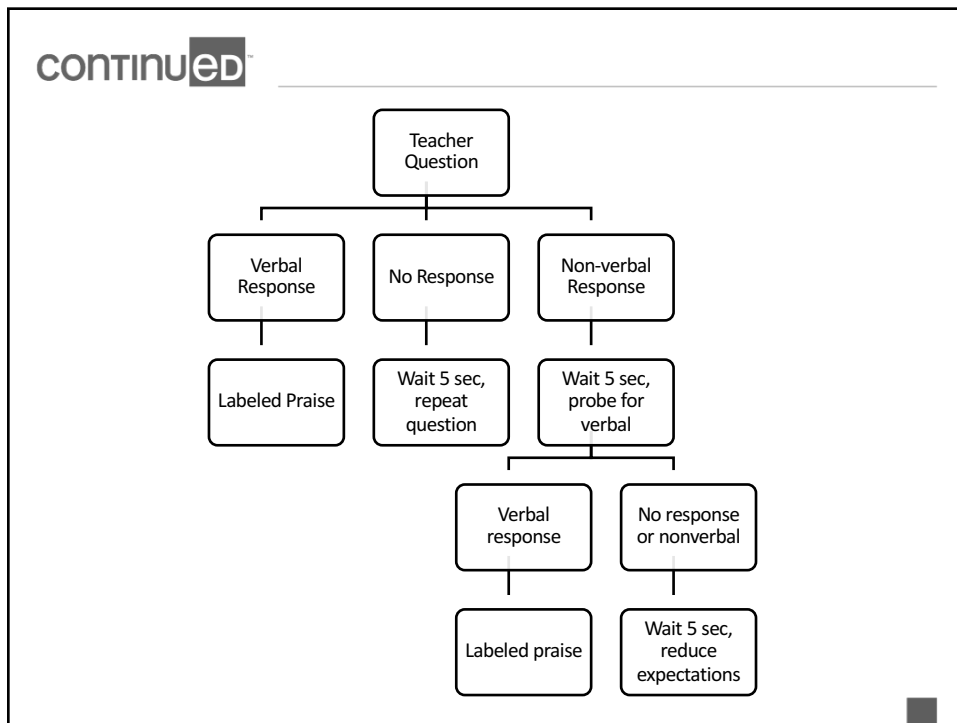 CONTINUED™
Teacher
Question
Verbal
Response
No Response
Non-verbal
Response
Labeled Praise
Wait 5 sec,
repeat
question
Wait 5 sec,
probe for
verbal
Verbal
response
No response
or nonverbal
Labeled praise
Wait 5 sec,
reduce
expectations